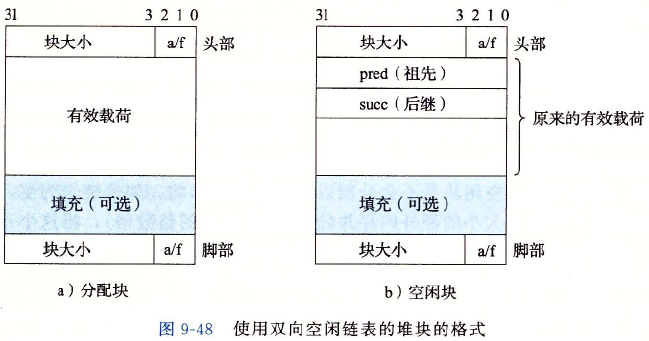 31 3 2 1 0
块大小 a/f 头部
有效载荷
填充（可选）
块大小 a/f 脚部
a）分配块
31 3 2 1 0
块大小 a/f 头部
pred（祖先）
succ（后继）
原来的有效载荷
填充（可选）
块大小 a/f 脚部
b）空闲块
图 9-48 使用双向空闲链表的堆块的格式